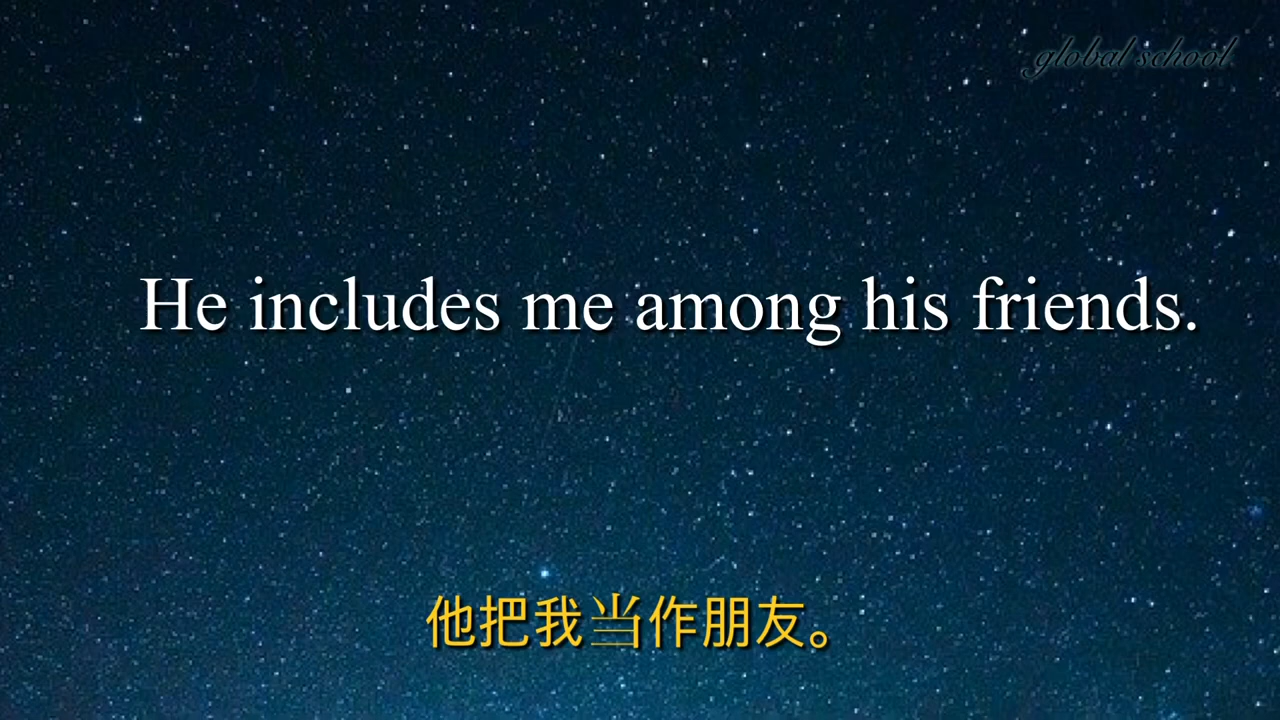 global school
He includes me among his friends.
他把我当作朋友。